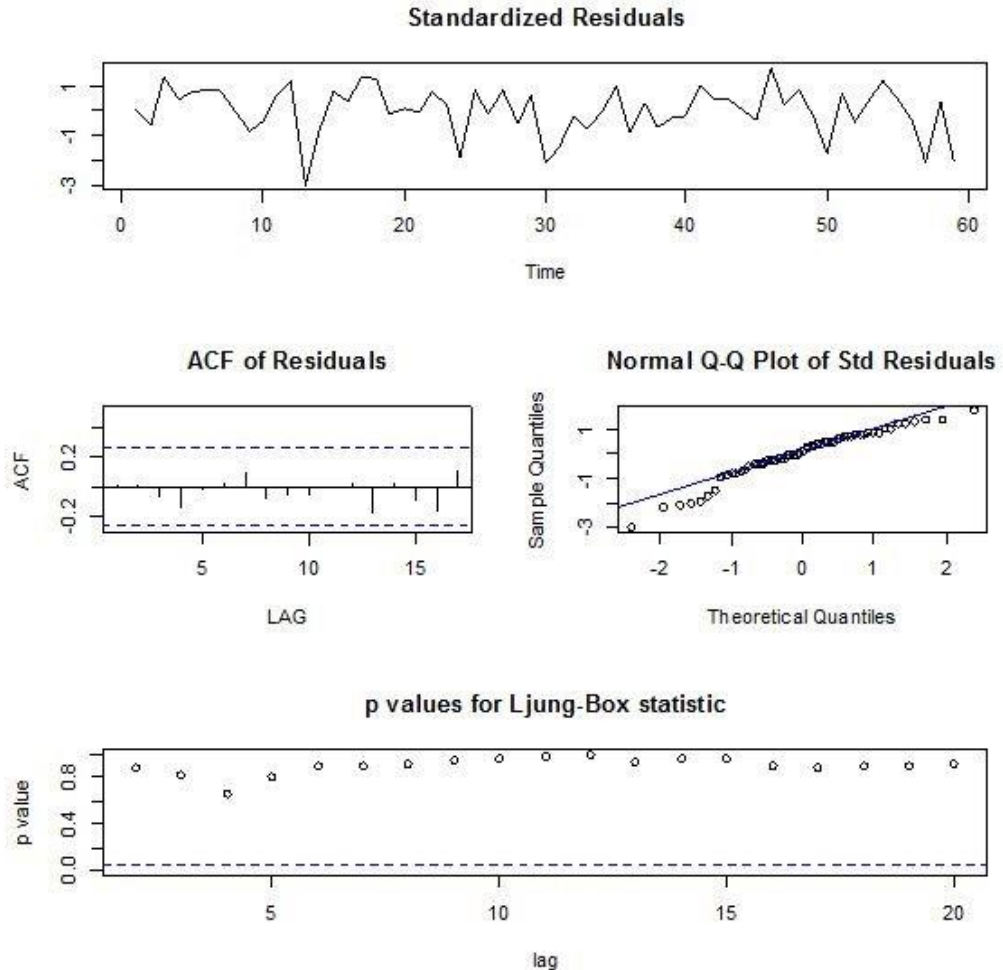 Standardized Residuals
1
-1
-3
0 10 20 30 40 50 60
Time
ACF of Residuals
ACF
0.2
-0.2
5 10 15
LAG
Normal Q-Q Plot of Std Residuals
Sample Quantiles
1
-1
-3
-2 -1 0 1 2
Theoretical Quantiles
p values for Ljung-Box statistic
p value
0.8
0.4
0.0
5 10 15 20
lag